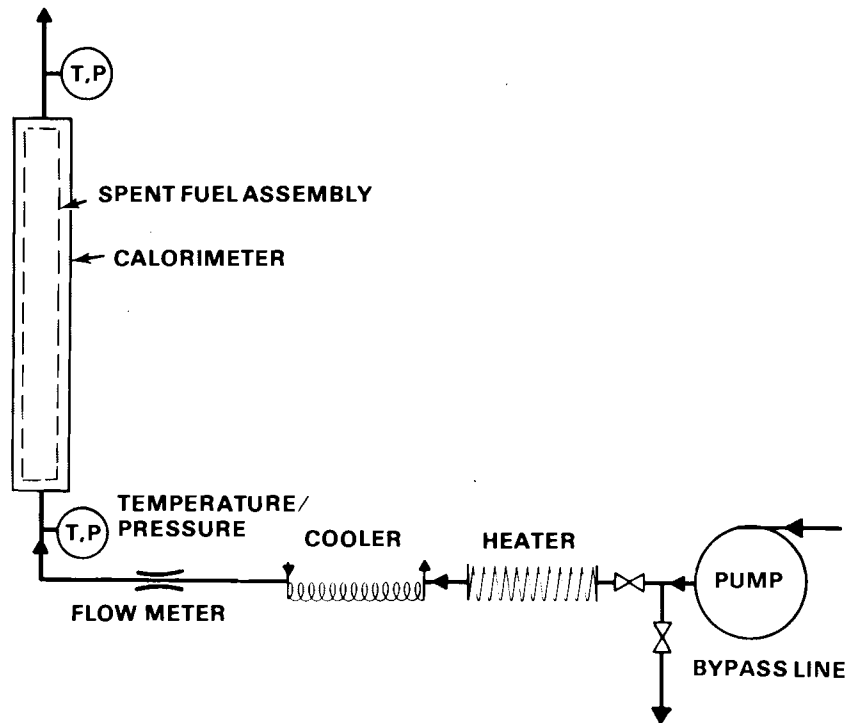 T,P
SPENT FUEL ASSEMBLY
CALORIMETER
T,P
TEMPERATURE/
PRESSURE
COOLER
HEATER
PUMP
FLOW METER
BYPASS LINE